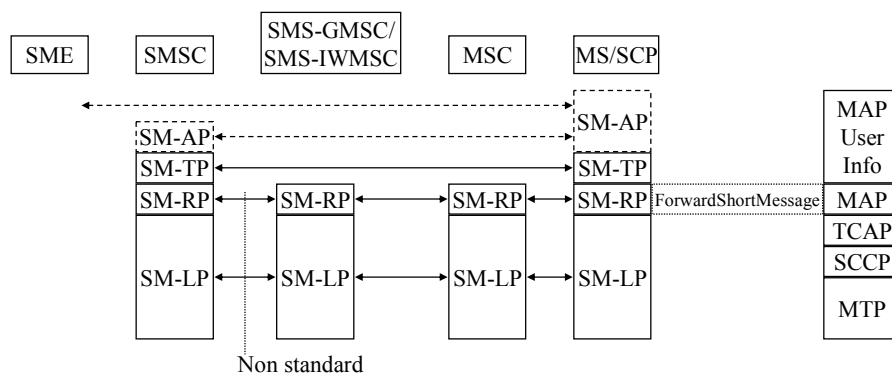 SME
SMSC
SMS-GMSC/
SMS-IWMSC
MSC
MS/SCP
SM-AP
MAP
User
Info
SM-AP
SM-TP
SM-TP
SM-RP
SM-RP
SM-RP
SM-RP
ForwardShortMessage
MAP
TCAP
SCCP
SM-LP
SM-LP
SM-LP
SM-LP
MTP
Non standard